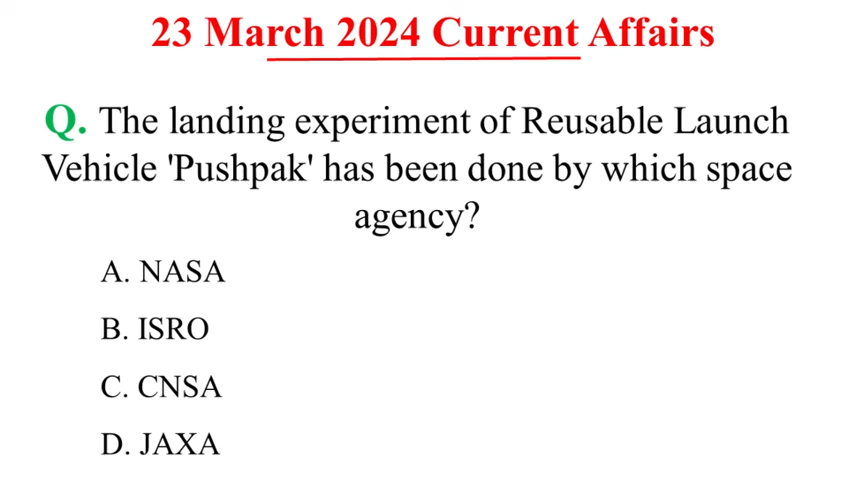 23 March 2024 Current Affairs
Q. The landing experiment of Reusable Launch
Vehicle 'Pushpak' has been done by which space
agency?
A. NASA
B. ISRO
C. CNSA
D. JAXA